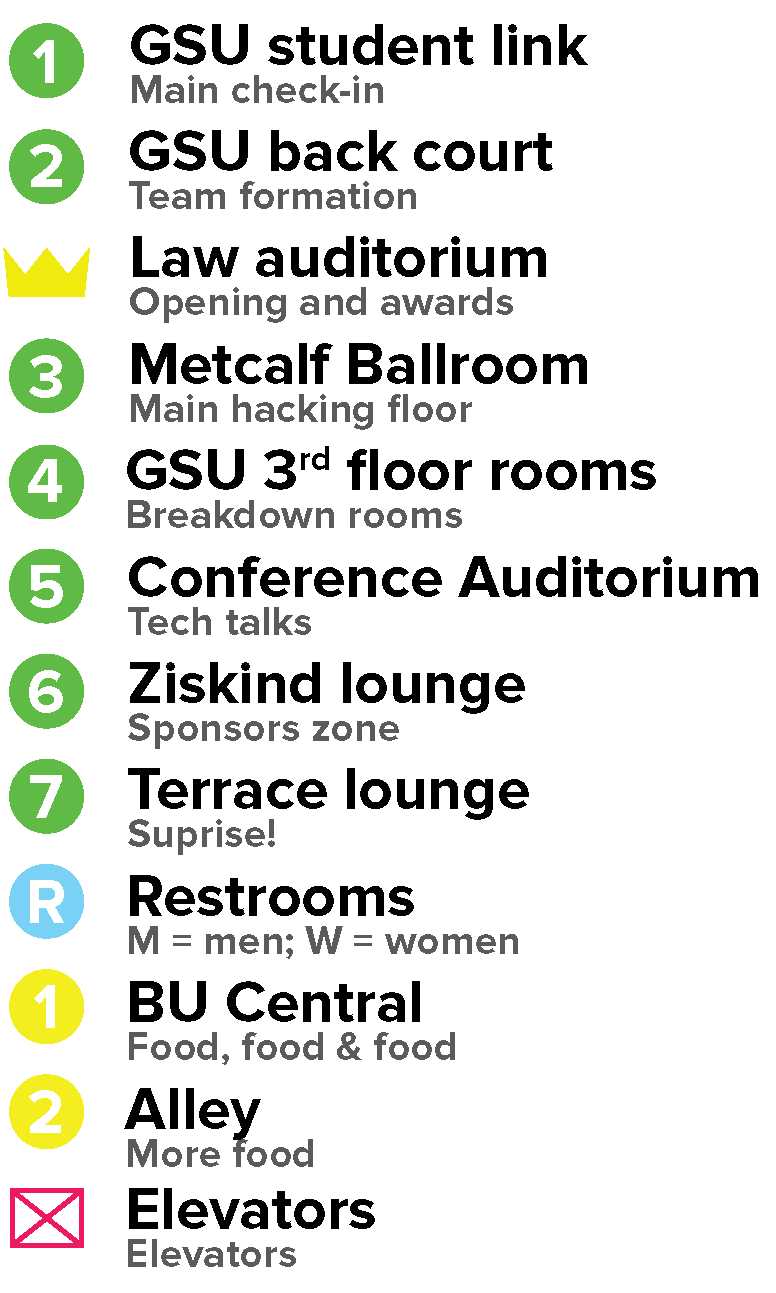 1 GSU student link
Main check-in
2 GSU back court
Team formation
Law auditorium
Opening and awards
3 Metcalf Ballroom
Main hacking floor
4 GSU 3rd floor rooms
Breakdown rooms
5 Conference Auditorium
Tech talks
6 Ziskind lounge
Sponsors zone
7 Terrace lounge
Suprise!
R Restrooms
M = men; W = women
1 BU Central
Food, food & food
2 Alley
More food
Elevators
Elevators